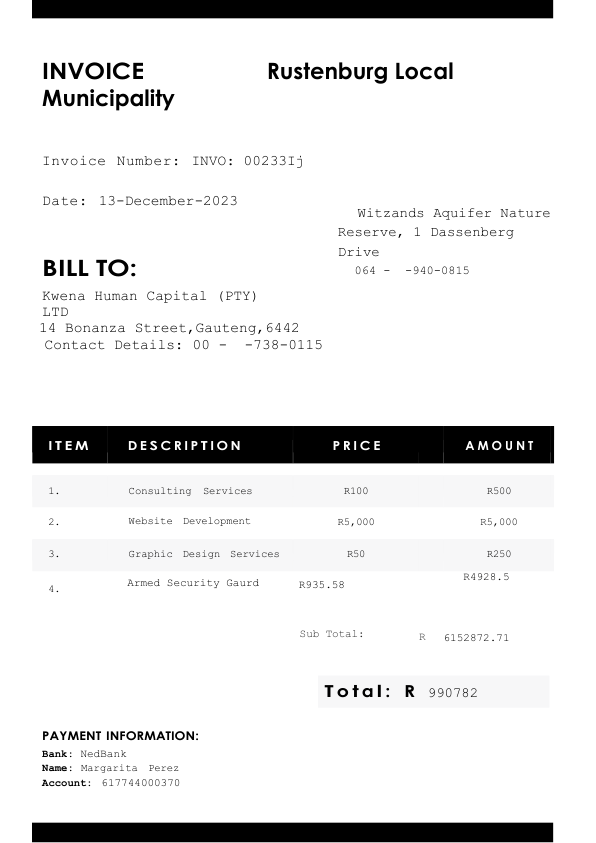 INVOICE Rustenburg Local
Municipality
Invoice Number: INVO: 00233Ij
Date: 13-December-2023
Witzands Aquifer Nature
Reserve, 1 Dassenberg
Drive
064 - -940-0815
BILL TO:
Kwena Human Capital (PTY)
LTD
14 Bonanza Street,Gauteng,6442
Contact Details: 00 - -738-0115
ITEM DESCRIPTION PRICE AMOUNT
1. Consulting Services R100 R500
2. Website Development R5,000 R5,000
3. Graphic Design Services R50 R250
4. Armed Security Gaurd R935.58 R4928.5
Sub Total: R 6152872.71
Total: R 990782
PAYMENT INFORMATION:
Bank: NedBank
Name: Margarita Perez
Account: 617744000370